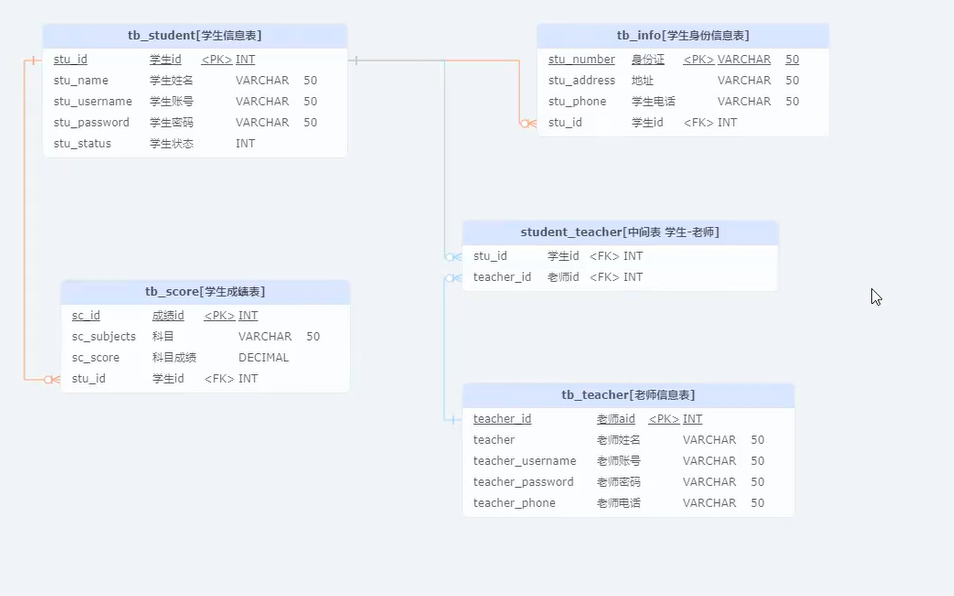 tb_student[学生信息表]
stu_id 学生id <PK> INT
stu_name 学生姓名 VARCHAR 50
stu_username 学生账号 VARCHAR 50
stu_password 学生密码 VARCHAR 50
stu_status 学生状态 INT
tb_info[学生身份信息表]
stu_number 身份证 <PK> VARCHAR 50
stu_address 地址 VARCHAR 50
stu_phone 学生电话 VARCHAR 50
stu_id 学生id <FK> INT
student_teacher[中间表 学生-老师]
stu_id 学生id <FK> INT
teacher_id 老师id <FK> INT
tb_score[学生成绩表]
sc_id 成绩id <PK> INT
sc_subjects 科目 VARCHAR 50
sc_score 科目成绩 DECIMAL
stu_id 学生id <FK> INT
tb_teacher[老师信息表]
teacher_id 老师aid <PK> INT
teacher 老师姓名 VARCHAR 50
teacher_username 老师账号 VARCHAR 50
teacher_password 老师密码 VARCHAR 50
teacher_phone 老师电话 VARCHAR 50